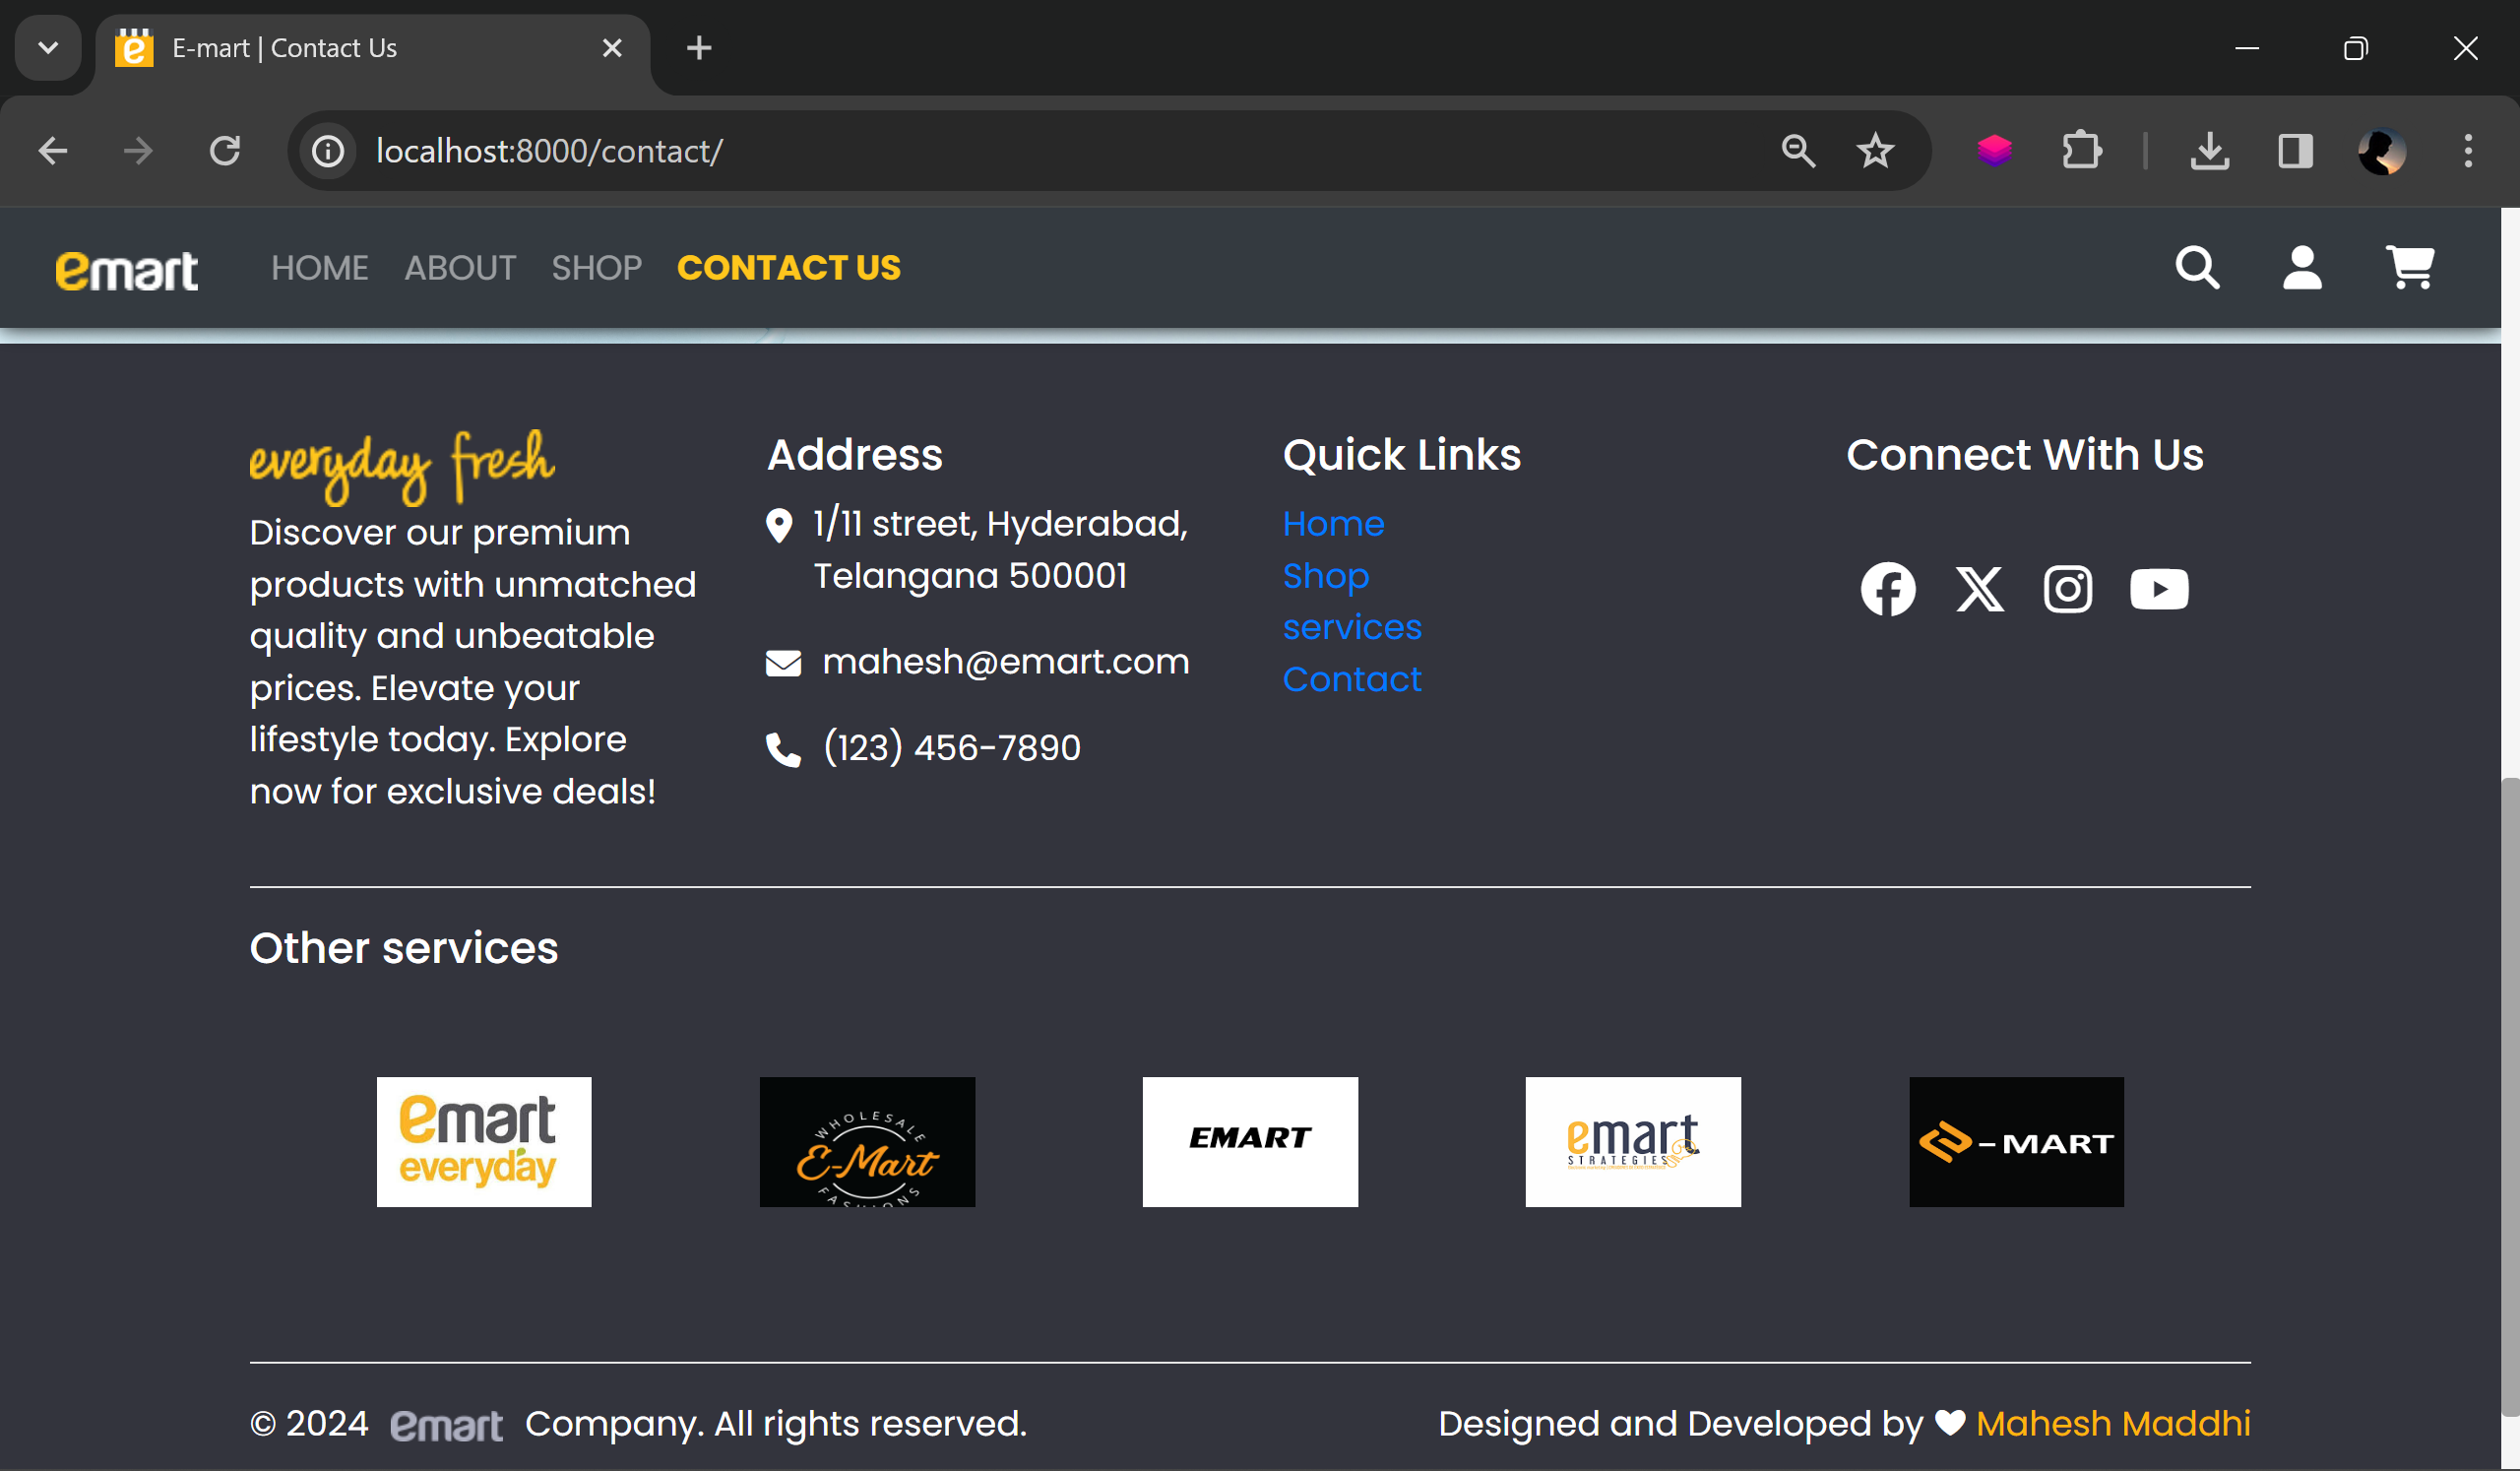 E-mart | Contact Us
localhost:8000/contact/
emart HOME ABOUT SHOP CONTACT US
everyday fresh
Discover our premium
products with unmatched
quality and unbeatable
prices. Elevate your
lifestyle today. Explore
now for exclusive deals!
Address
1/11 street, Hyderabad,
Telangana 500001
mahesh@emart.com
(123) 456-7890
Quick Links
Home
Shop
services
Contact
Connect With Us
Other services
emart
everyday
WHOLESALE
E-Mart
FASHIONS
EMART
emart
STRATEGIES
-MART
© 2024 emart Company. All rights reserved.
Designed and Developed by Mahesh Maddhi